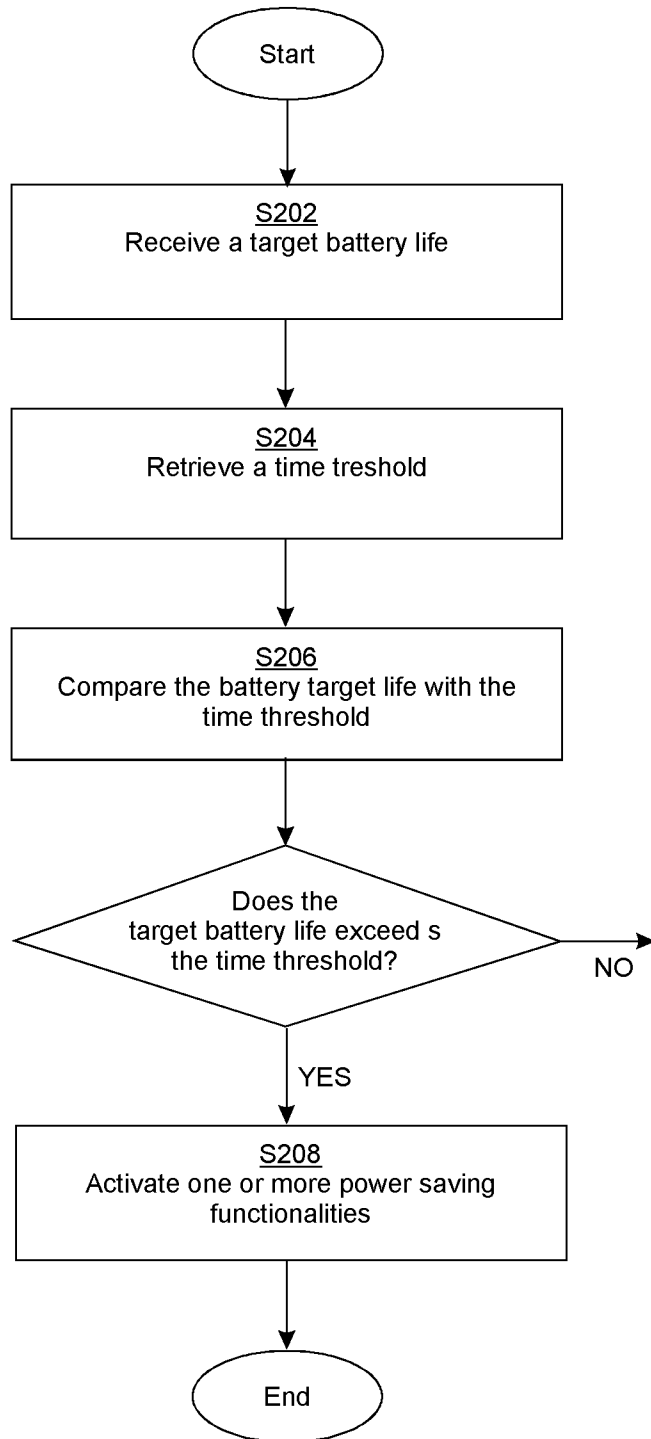 Start
S202
Receive a target battery life
S204
Retrieve a time treshold
S206
Compare the battery target life with the
time threshold
Does the
target battery life exceed s
the time threshold?
NO
YES
S208
Activate one or more power saving
functionalities
End